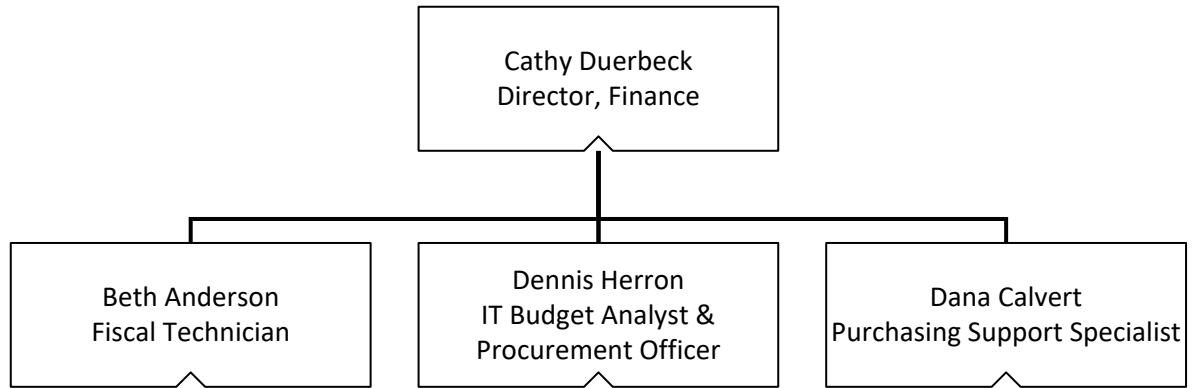 Cathy Duerbeck
Director, Finance
Beth Anderson
Fiscal Technician
Dennis Herron
IT Budget Analyst &
Procurement Officer
Dana Calvert
Purchasing Support Specialist